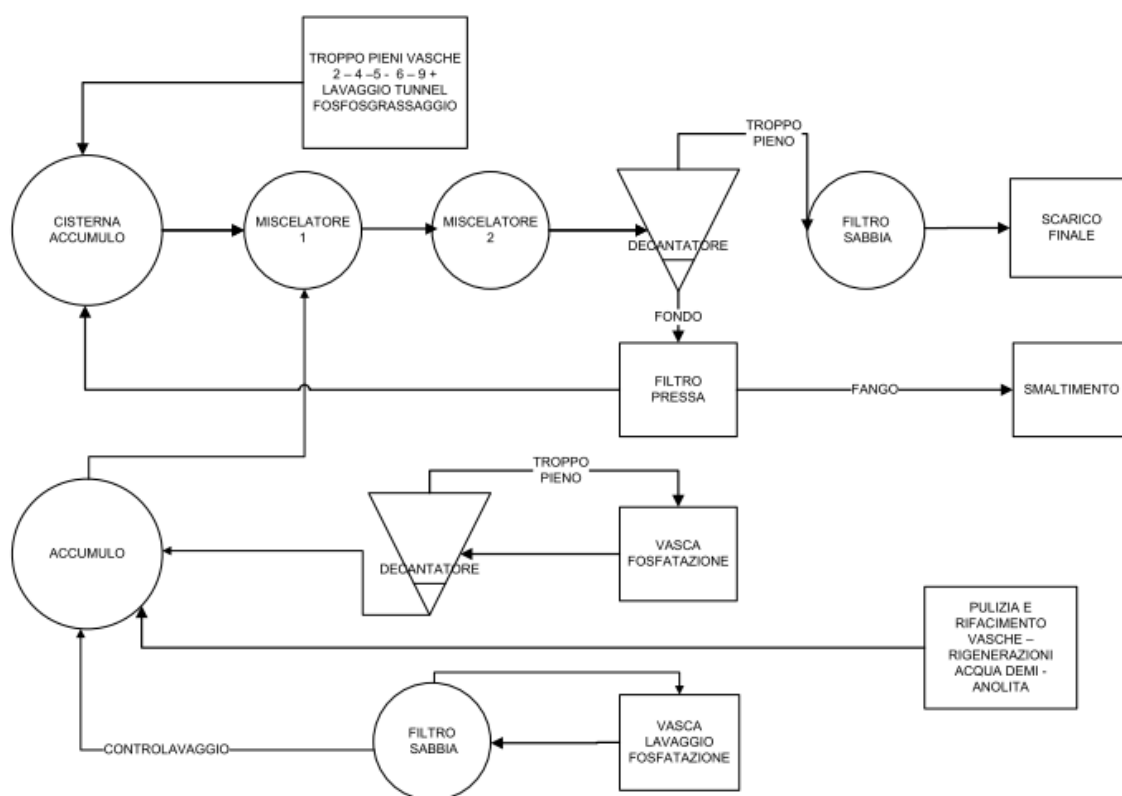 TROPPO PIENI VASCHE
2 – 4 –5 - 6 – 9 +
LAVAGGIO TUNNEL
FOSFOSGRASSAGGIO
TROPPO
PIENO
CISTERNA
ACCUMULO
MISCELATORE
1
MISCELATORE
2
DECANTATORE
FILTRO
SABBIA
SCARICO
FINALE
FONDO
FILTRO
PRESSA
FANGO
SMALTIMENTO
TROPPO
PIENO
ACCUMULO
DECANTATORE
VASCA
FOSFATAZIONE
PULIZIA E
RIFACIMENTO
VASCHE –
RIGENERAZIONI
ACQUA DEMI -
ANOLITA
CONTROLAVAGGIO
FILTRO
SABBIA
VASCA
LAVAGGIO
FOSFATAZIONE